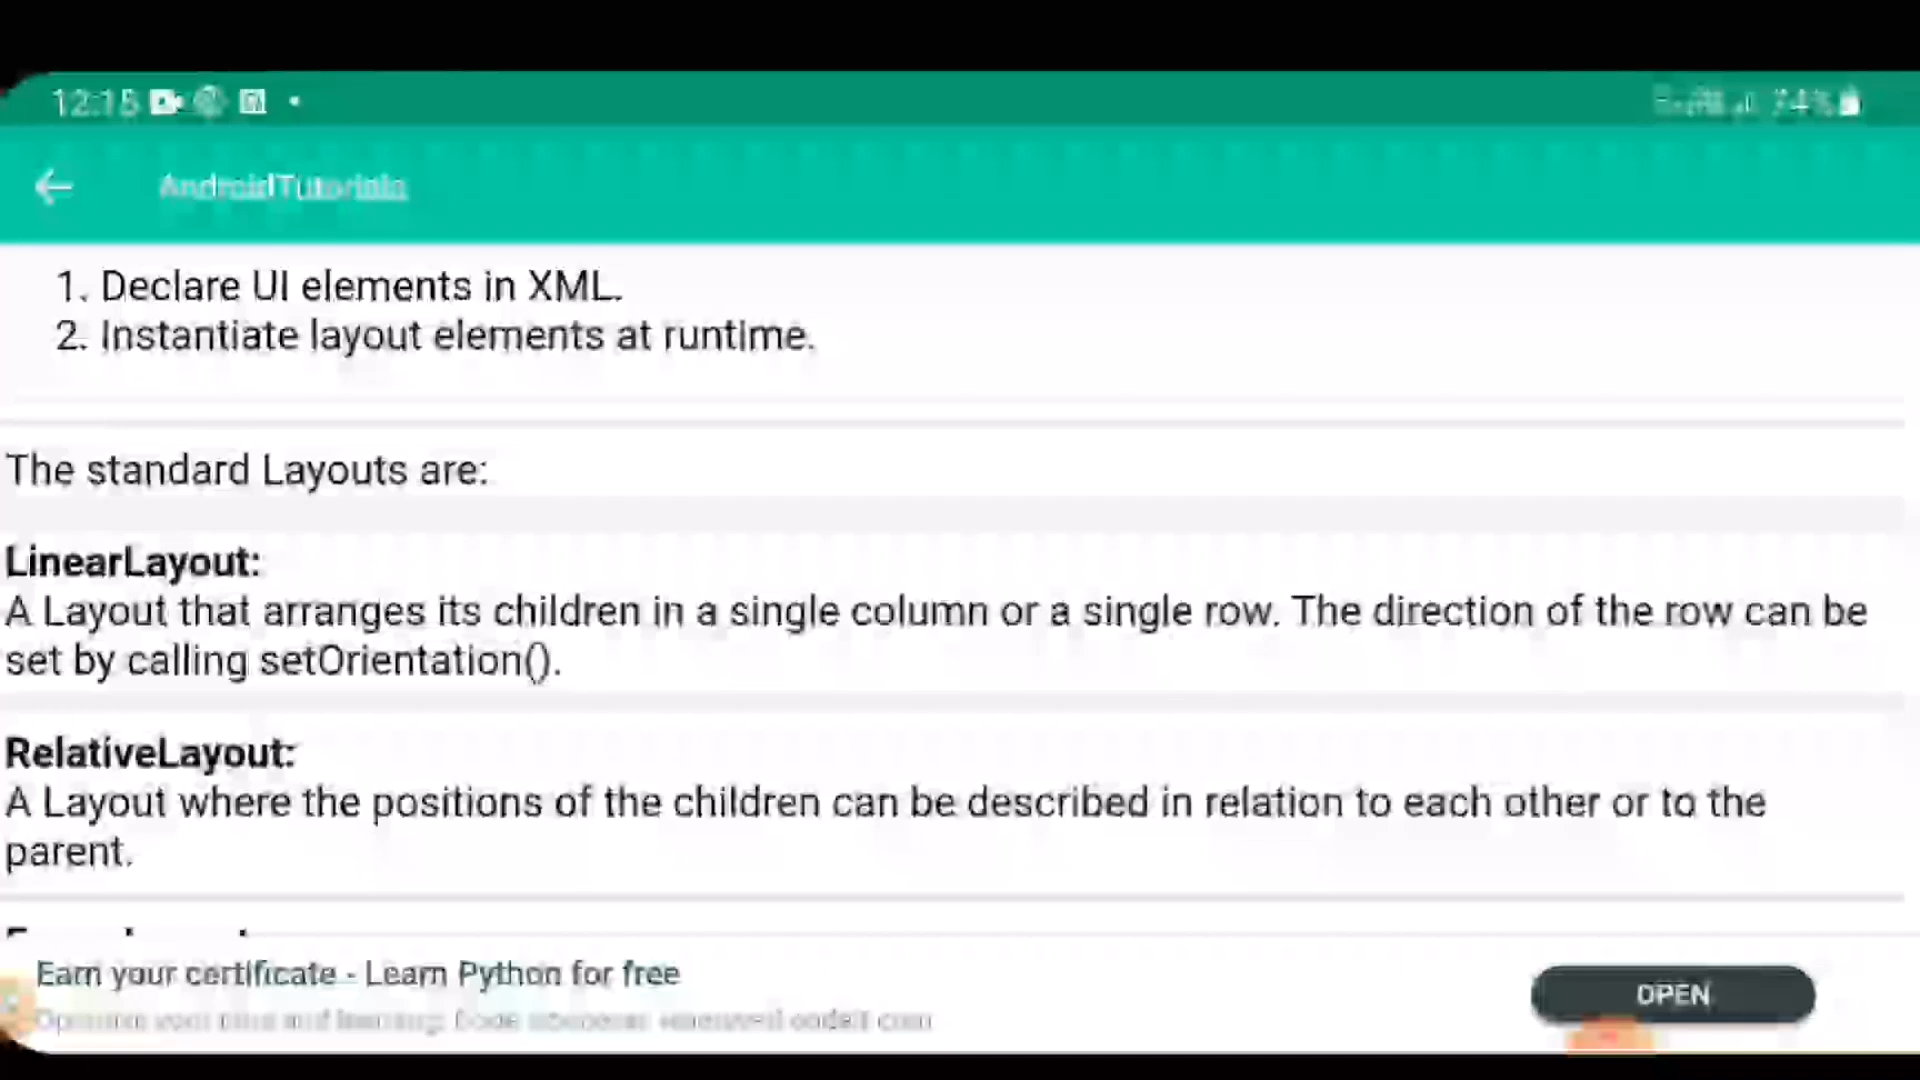 12:15
74%
AndroidTutorials
1. Declare UI elements in XML.
2. Instantiate layout elements at runtime.
The standard Layouts are:
LinearLayout:
A Layout that arranges its children in a single column or a single row. The direction of the row can be
set by calling setOrientation().
RelativeLayout:
A Layout where the positions of the children can be described in relation to each other or to the
parent.
Earn your certificate - Learn Python for free
OPEN